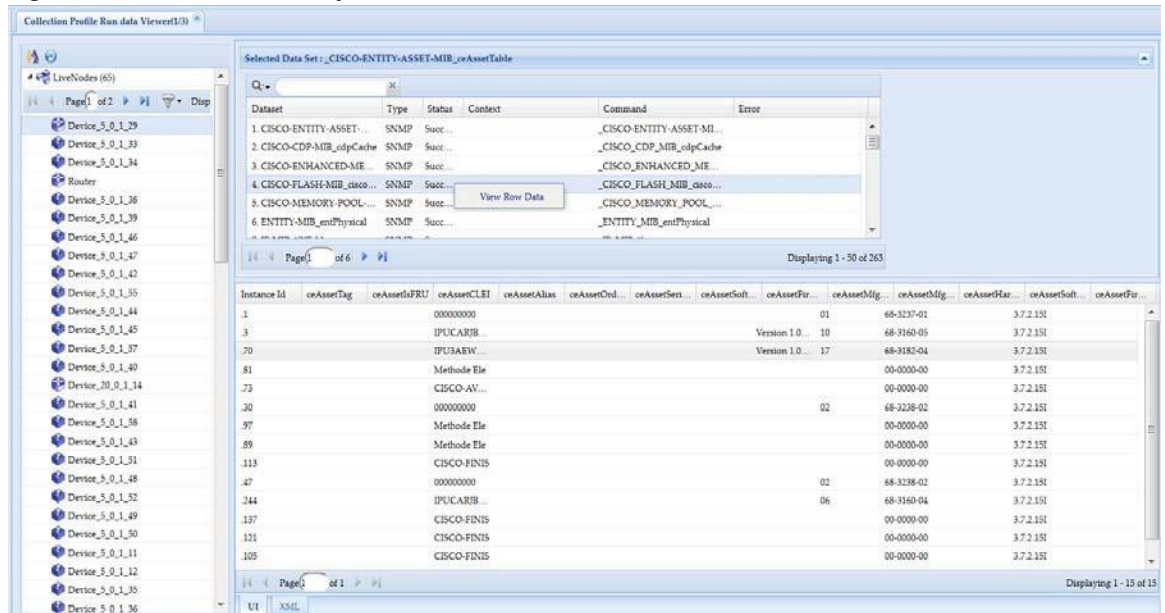 Collection Profile Run data Viewer(1/3)
LiveNodes (65)
Page 1 of 2 Disp
Device_5_0_1_29
Device_5_0_1_33
Device_5_0_1_34
Router
Device_5_0_1_38
Device_5_0_1_39
Device_5_0_1_46
Device_5_0_1_47
Device_5_0_1_42
Device_5_0_1_55
Device_5_0_1_44
Device_5_0_1_45
Device_5_0_1_37
Device_5_0_1_40
Device_20_0_1_14
Device_5_0_1_41
Device_5_0_1_58
Device_5_0_1_43
Device_5_0_1_51
Device_5_0_1_48
Device_5_0_1_52
Device_5_0_1_49
Device_5_0_1_50
Device_5_0_1_11
Device_5_0_1_12
Device_5_0_1_35
Device_5_0_1_36
Selected Data Set : _CISCO-ENTITY-ASSET-MIB_ceAssetTable
Dataset Type Status Context Command Error
1. CISCO-ENTITY-ASSET-... SNMP Succ... _CISCO-ENTITY-ASSET-MI...
2. CISCO-CDP-MIB_cdpCache SNMP Succ... _CISCO_CDP_MIB_cdpCache
3. CISCO-ENHANCED-ME... SNMP Succ... _CISCO_ENHANCED_ME...
4. CISCO-FLASH-MIB_cisco... SNMP Succ... _CISCO_FLASH_MIB_cisco...
View Row Data
5. CISCO-MEMORY-POOL-... SNMP Succ... _CISCO_MEMORY_POOL_...
6. ENTITY-MIB_entPhysical SNMP Succ... _ENTITY_MIB_entPhysical
Page 1 of 6 Displaying 1 - 50 of 263
Instance Id ceAssetTag ceAssetIsFRU ceAssetCLEI ceAssetAlias ceAssetOrd... ceAssetSeri... ceAssetSoft... ceAssetFir... ceAssetMfg... ceAssetMfg... ceAssetHar... ceAssetSoft... ceAssetFir...
.1 000000000 01 68-3237-01 3.7.2.15I
.3 IPUCARJB... Version 1.0... 10 68-3160-05 3.7.2.15I
.70 IPU3AEW... Version 1.0... 17 68-3182-04 3.7.2.15I
.81 Methode Ele 00-0000-00 3.7.2.15I
.73 CISCO-AV... 00-0000-00 3.7.2.15I
.30 000000000 02 68-3238-02 3.7.2.15I
.97 Methode Ele 00-0000-00 3.7.2.15I
.89 Methode Ele 00-0000-00 3.7.2.15I
.113 CISCO-FINIS 00-0000-00 3.7.2.15I
.47 000000000 02 68-3238-02 3.7.2.15I
.244 IPUCARJB... 06 68-3160-04 3.7.2.15I
.137 CISCO-FINIS 00-0000-00 3.7.2.15I
.121 CISCO-FINIS 00-0000-00 3.7.2.15I
.105 CISCO-FINIS 00-0000-00 3.7.2.15I
Page 1 of 1 Displaying 1 - 15 of 15
UI XML